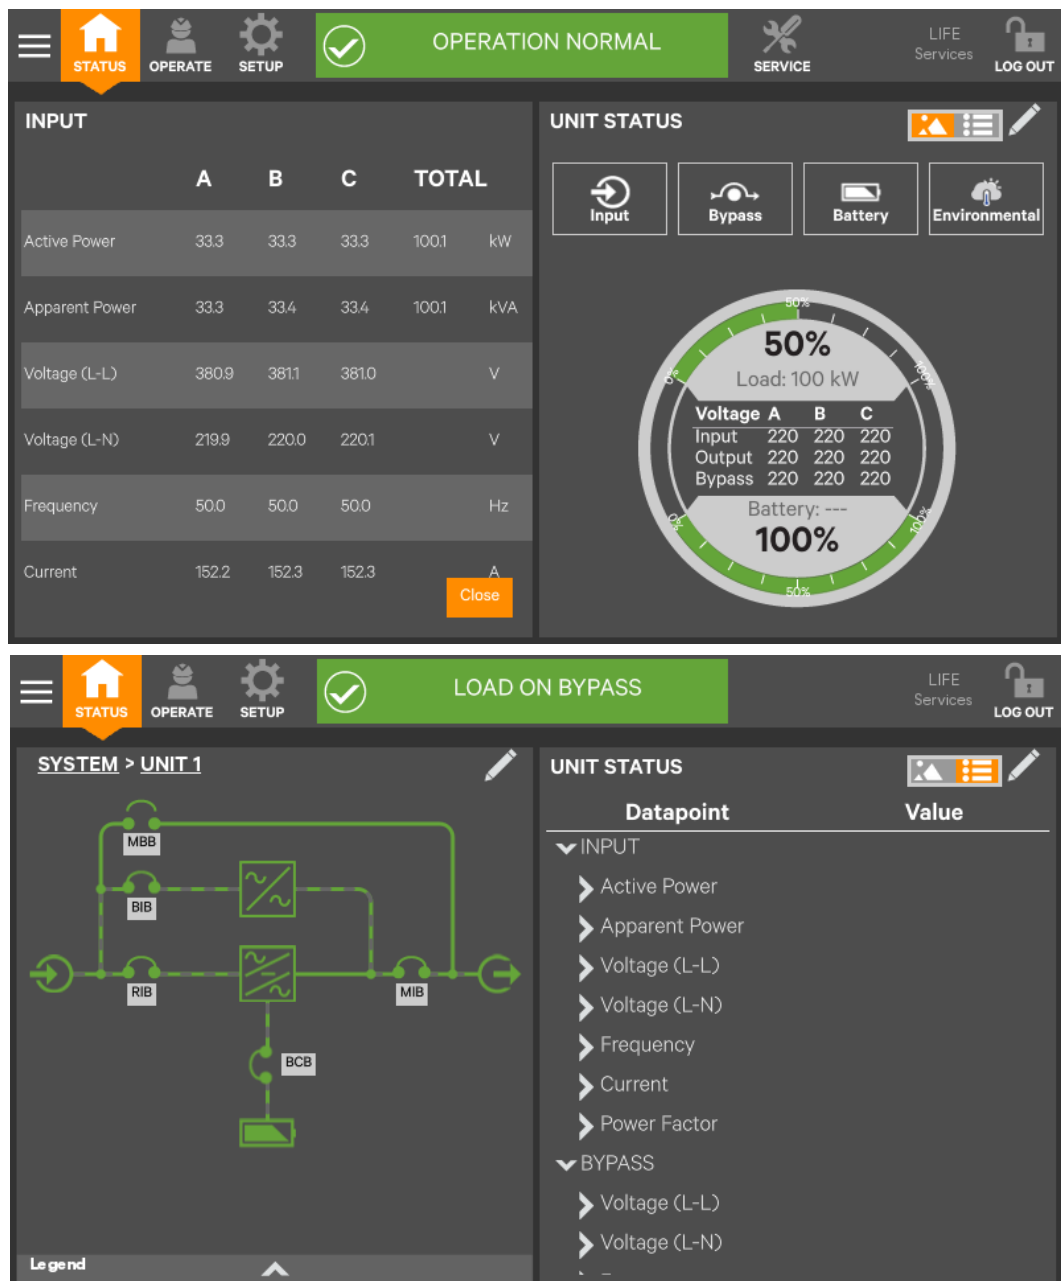 STATUS OPERATE SETUP OPERATION NORMAL SERVICE LIFE Services LOG OUT
INPUT
A B C TOTAL
Active Power 33.3 33.3 33.3 100.1 kW
Apparent Power 33.3 33.4 33.4 100.1 kVA
Voltage (L-L) 380.9 381.1 381.0 V
Voltage (L-N) 219.9 220.0 220.1 V
Frequency 50.0 50.0 50.0 Hz
Current 152.2 152.3 152.3 A
Close
UNIT STATUS
Input Bypass Battery Environmental
50%
0% 100%
50%
Load: 100 kW
Voltage A B C
Input 220 220 220
Output 220 220 220
Bypass 220 220 220
Battery: ---
100%
0% 100%
50%
STATUS OPERATE SETUP LOAD ON BYPASS LIFE Services LOG OUT
SYSTEM > UNIT 1
MBB
BIB
RIB MIB
BCB
Legend
UNIT STATUS
Datapoint Value
INPUT
Active Power
Apparent Power
Voltage (L-L)
Voltage (L-N)
Frequency
Current
Power Factor
BYPASS
Voltage (L-L)
Voltage (L-N)